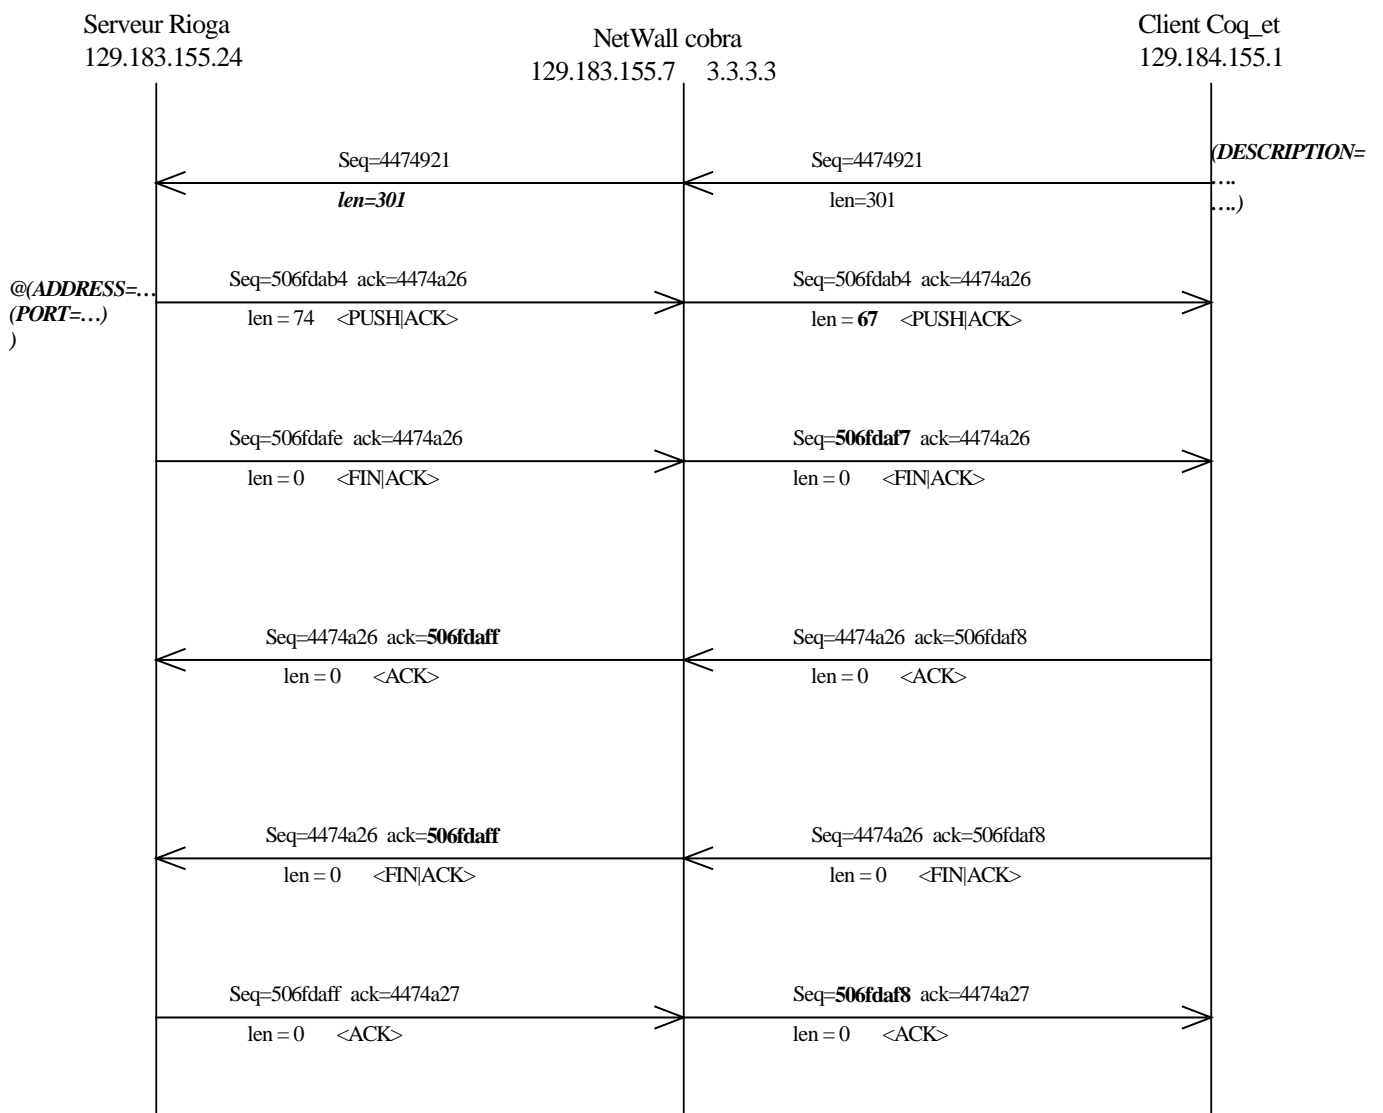 Serveur Rioga
129.183.155.24
NetWall cobra
129.183.155.7 3.3.3.3
Client Coq_et
129.184.155.1
Seq=4474921
len=301
Seq=4474921
len=301
(DESCRIPTION=
....
....)
@(ADDRESS=...
(PORT=...)
)
Seq=506fdab4 ack=4474a26
len = 74 <PUSH|ACK>
Seq=506fdab4 ack=4474a26
len = 67 <PUSH|ACK>
Seq=506fdafe ack=4474a26
len = 0 <FIN|ACK>
Seq=506fdaf7 ack=4474a26
len = 0 <FIN|ACK>
Seq=4474a26 ack=506fdaff
len = 0 <ACK>
Seq=4474a26 ack=506fdaf8
len = 0 <ACK>
Seq=4474a26 ack=506fdaff
len = 0 <FIN|ACK>
Seq=4474a26 ack=506fdaf8
len = 0 <FIN|ACK>
Seq=506fdaff ack=4474a27
len = 0 <ACK>
Seq=506fdaf8 ack=4474a27
len = 0 <ACK>